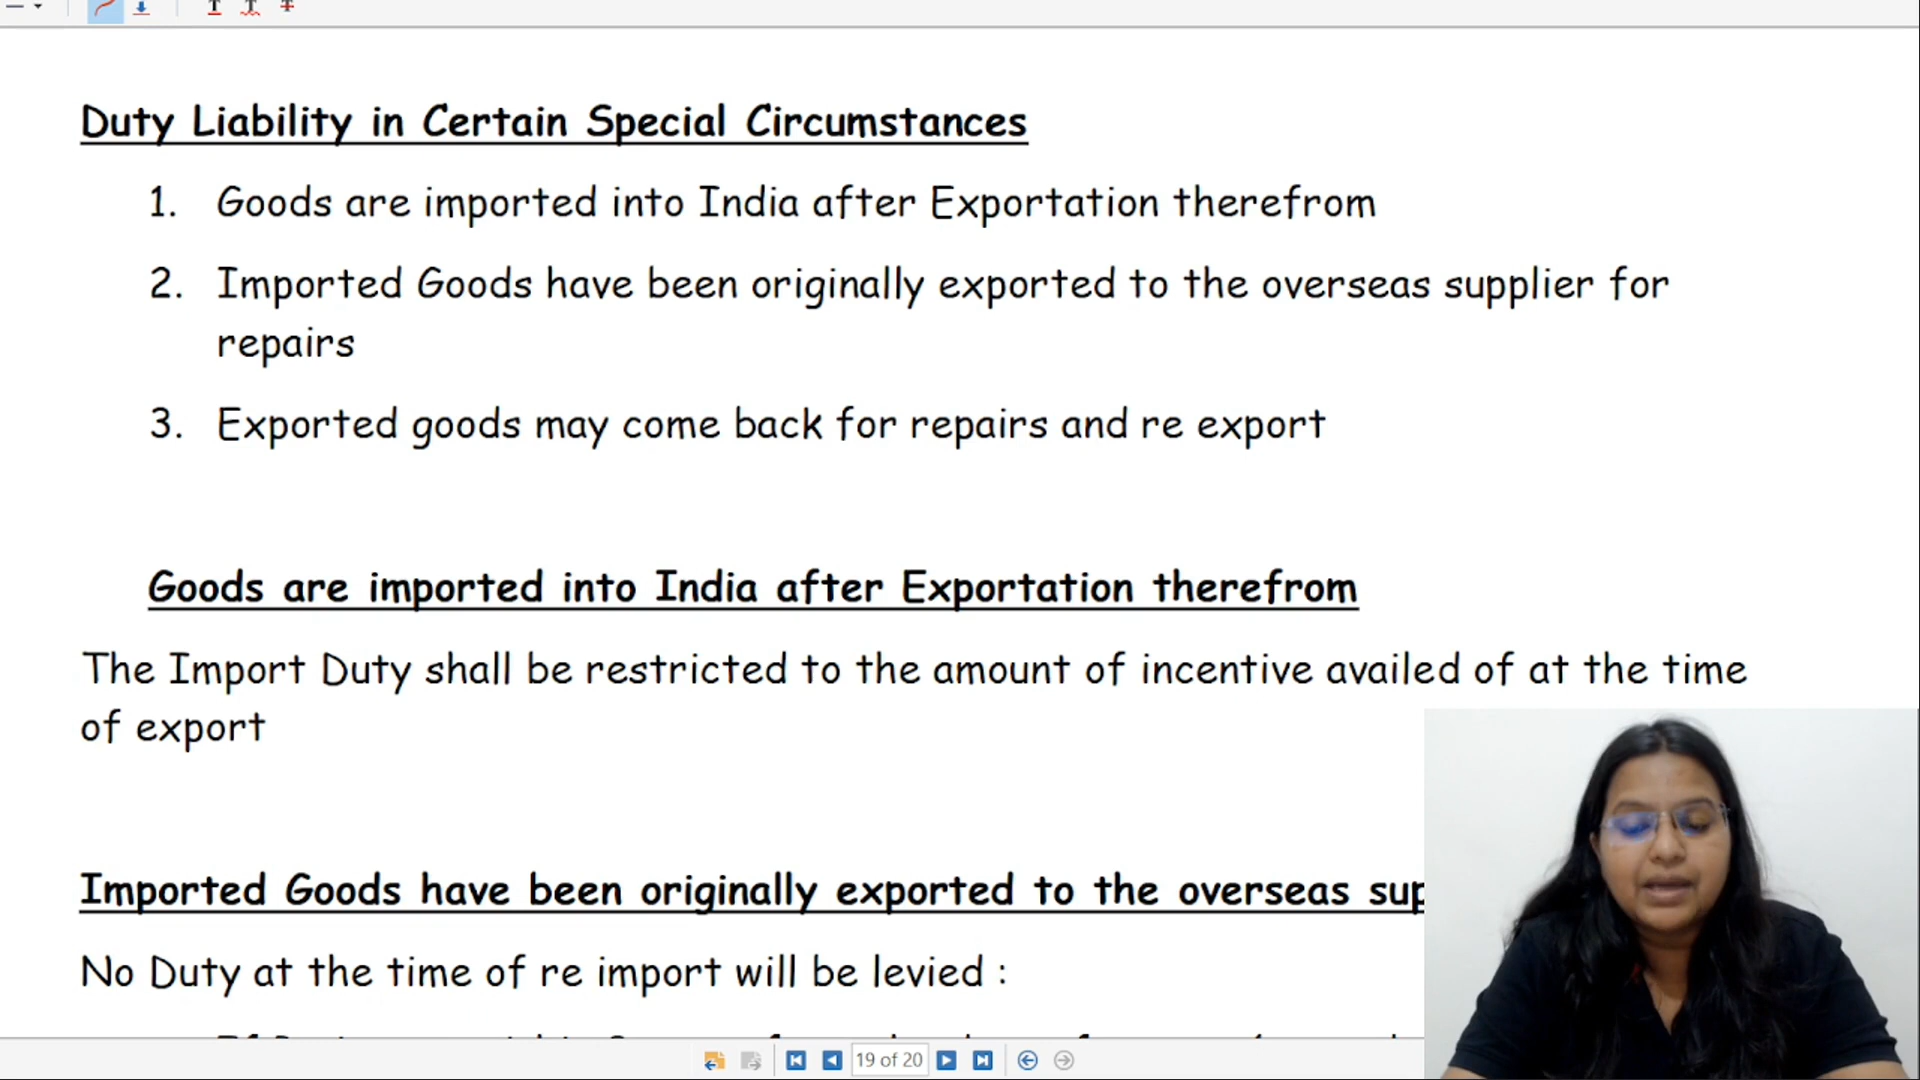 Duty Liability in Certain Special Circumstances
1. Goods are imported into India after Exportation therefrom
2. Imported Goods have been originally exported to the overseas supplier for
repairs
3. Exported goods may come back for repairs and re export
Goods are imported into India after Exportation therefrom
The Import Duty shall be restricted to the amount of incentive availed of at the time
of export
Imported Goods have been originally exported to the overseas
No Duty at the time of re import will be levied :
19 of 20